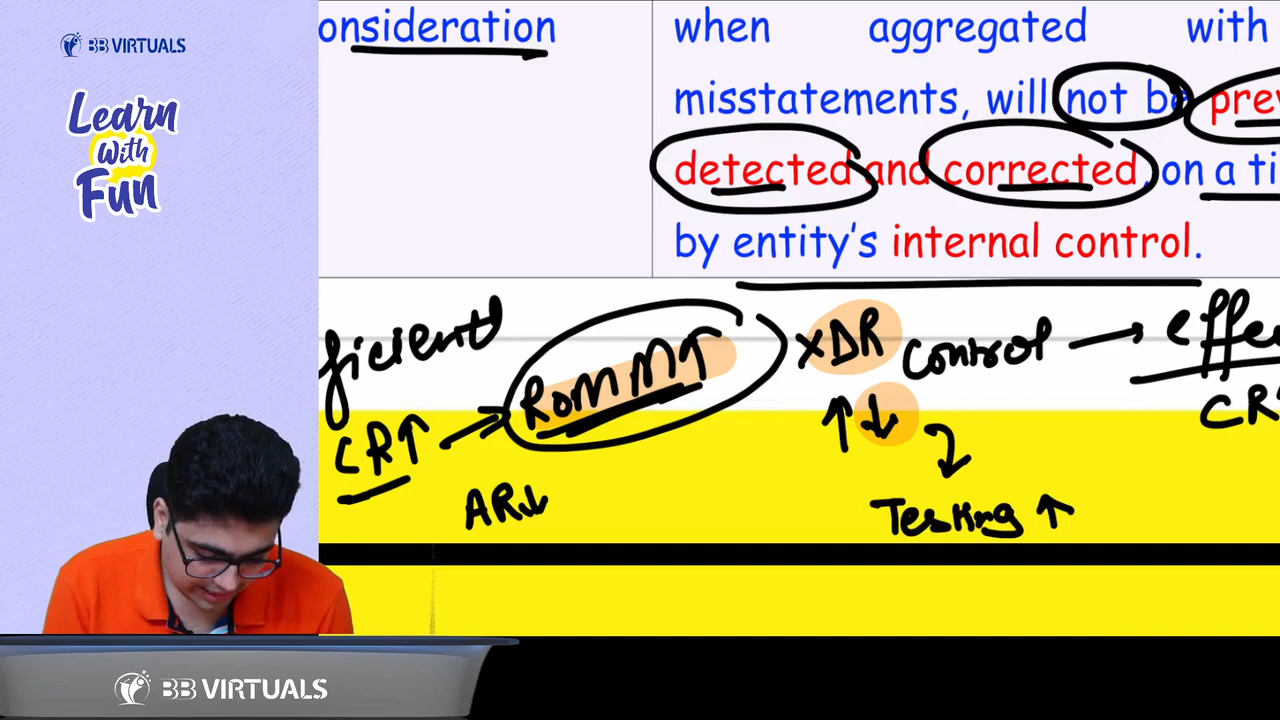 BB VIRTUALS
Learn
With
Fun
onsideration
when aggregated with
misstatements, will not be prev
detected and corrected, on a ti
by entity's internal control.
ficient
ROMM↑
×DR
control → effe
CR↑
AR↓
↑↓
Testing ↑
CR↑
BB VIRTUALS